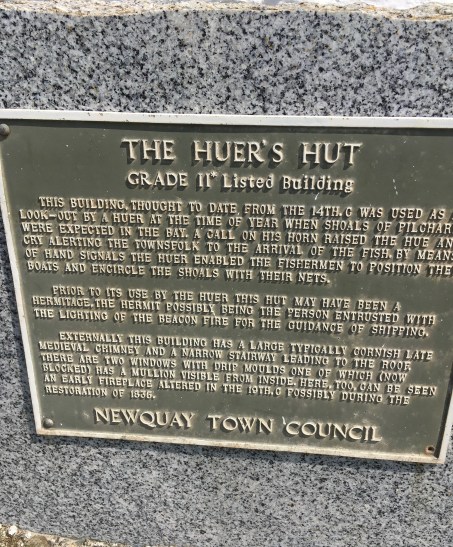 THE HUER'S HUT
GRADE II* Listed Building
THIS BUILDING, THOUGHT TO DATE FROM THE 14TH. C WAS USED AS
LOOK-OUT BY A HUER AT THE TIME OF YEAR WHEN SHOALS OF PILCHAR
WERE EXPECTED IN THE BAY. A CALL ON HIS HORN RAISED THE HUE AN
CRY ALERTING THE TOWNSFOLK TO THE ARRIVAL OF THE FISH. BY MEANS
OF HAND SIGNALS THE HUER ENABLED THE FISHERMEN TO POSITION THE
BOATS AND ENCIRCLE THE SHOALS WITH THEIR NETS.
PRIOR TO ITS USE BY THE HUER THIS HUT MAY HAVE BEEN A
HERMITAGE. THE HERMIT POSSIBLY BEING THE PERSON ENTRUSTED WITH
THE LIGHTING OF THE BEACON FIRE FOR THE GUIDANCE OF SHIPPING.
EXTERNALLY THIS BUILDING HAS A LARGE TYPICALLY CORNISH LATE
MEDIEVAL CHIMNEY AND A NARROW STAIRWAY LEADING TO THE ROOF.
THERE ARE TWO WINDOWS WITH DRIP MOULDS ONE OF WHICH (NOW
BLOCKED) HAS A MULLION VISIBLE FROM INSIDE. HERE, TOO, CAN BE SEEN
AN EARLY FIREPLACE ALTERED IN THE 19TH. C POSSIBLY DURING THE
RESTORATION OF 1836.
NEWQUAY TOWN COUNCIL